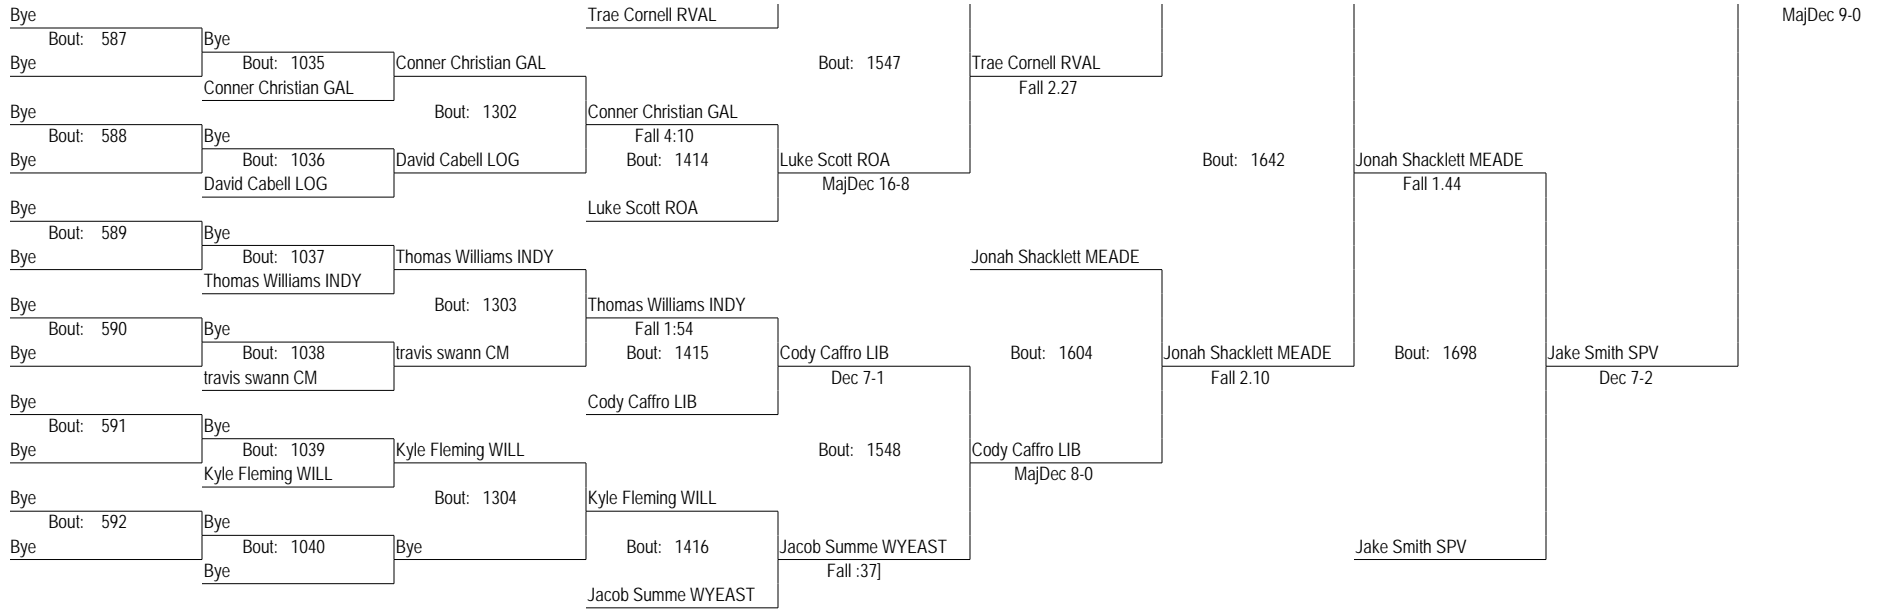 Bye Trae Cornell RVAL MajDec 9-0
Bout: 587 Bye
Bye Bout: 1035 Conner Christian GAL Bout: 1547 Trae Cornell RVAL
Conner Christian GAL Fall 2.27
Bye Bout: 1302 Conner Christian GAL
Bout: 588 Bye Fall 4:10
Bye Bout: 1036 David Cabell LOG Bout: 1414 Luke Scott ROA Bout: 1642 Jonah Shacklett MEADE
David Cabell LOG MajDec 16-8 Fall 1.44
Bye Luke Scott ROA
Bout: 589 Bye
Bye Bout: 1037 Thomas Williams INDY Jonah Shacklett MEADE
Thomas Williams INDY
Bye Bout: 1303 Thomas Williams INDY
Bout: 590 Bye Fall 1:54
Bye Bout: 1038 travis swann CM Bout: 1415 Cody Caffro LIB Bout: 1604 Jonah Shacklett MEADE Bout: 1698 Jake Smith SPV
travis swann CM Dec 7-1 Fall 2.10 Dec 7-2
Bye Cody Caffro LIB
Bout: 591 Bye
Bye Bout: 1039 Kyle Fleming WILL Bout: 1548 Cody Caffro LIB
Kyle Fleming WILL MajDec 8-0
Bye Bout: 1304 Kyle Fleming WILL
Bout: 592 Bye
Bye Bout: 1040 Bye Bout: 1416 Jacob Summe WYEAST Jake Smith SPV
Bye Fall :37]
Jacob Summe WYEAST